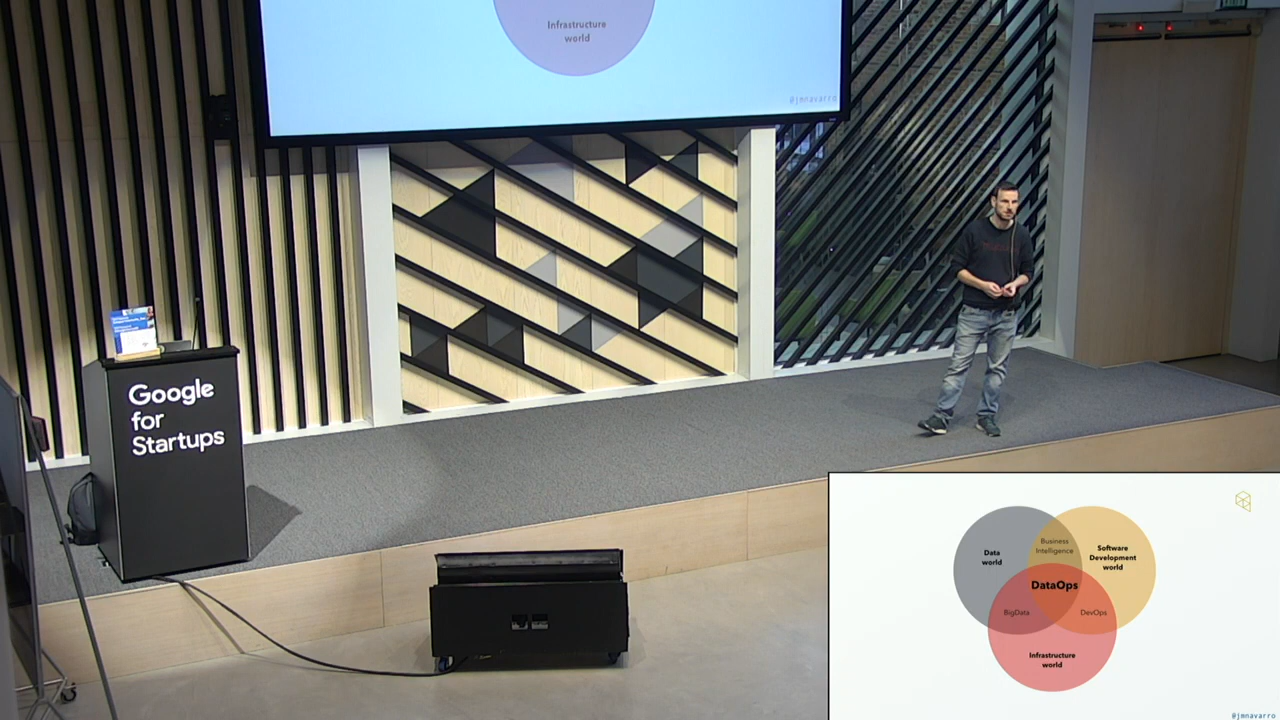 Infrastructure
world
@jmnavarro
Google
for
Startups
Data
world
Business
Intelligence
Software
Development
world
DataOps
BigData
DevOps
Infrastructure
world
@jmnavarro